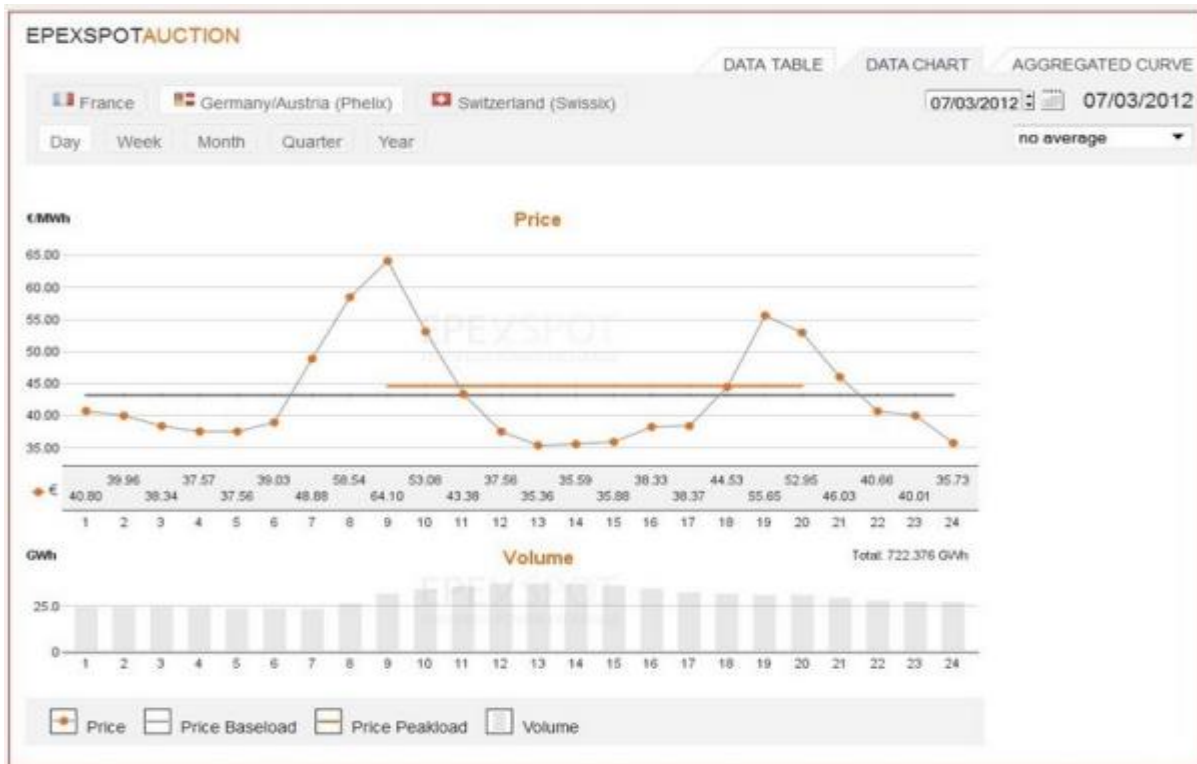 EPEXSPOTAUCTION
DATA TABLE DATA CHART AGGREGATED CURVE
France Germany/Austria (Phelix) Switzerland (Swissix) 07/03/2012 07/03/2012
Day Week Month Quarter Year no average
€/MWh Price
65.00
60.00
EPEXSPOT
55.00
50.00
45.00
40.00
35.00
39.96 37.57 39.03 58.54 53.08 37.56 35.59 38.33 44.53 52.95 40.66 35.73
€ 40.80 38.34 37.56 48.88 64.10 43.38 35.36 35.88 38.37 55.65 46.03 40.01
1 2 3 4 5 6 7 8 9 10 11 12 13 14 15 16 17 18 19 20 21 22 23 24
GWh Volume Total: 722.376 GWh
EPEXSPOT
25.0
0
1 2 3 4 5 6 7 8 9 10 11 12 13 14 15 16 17 18 19 20 21 22 23 24
Price Price Baseload Price Peakload Volume